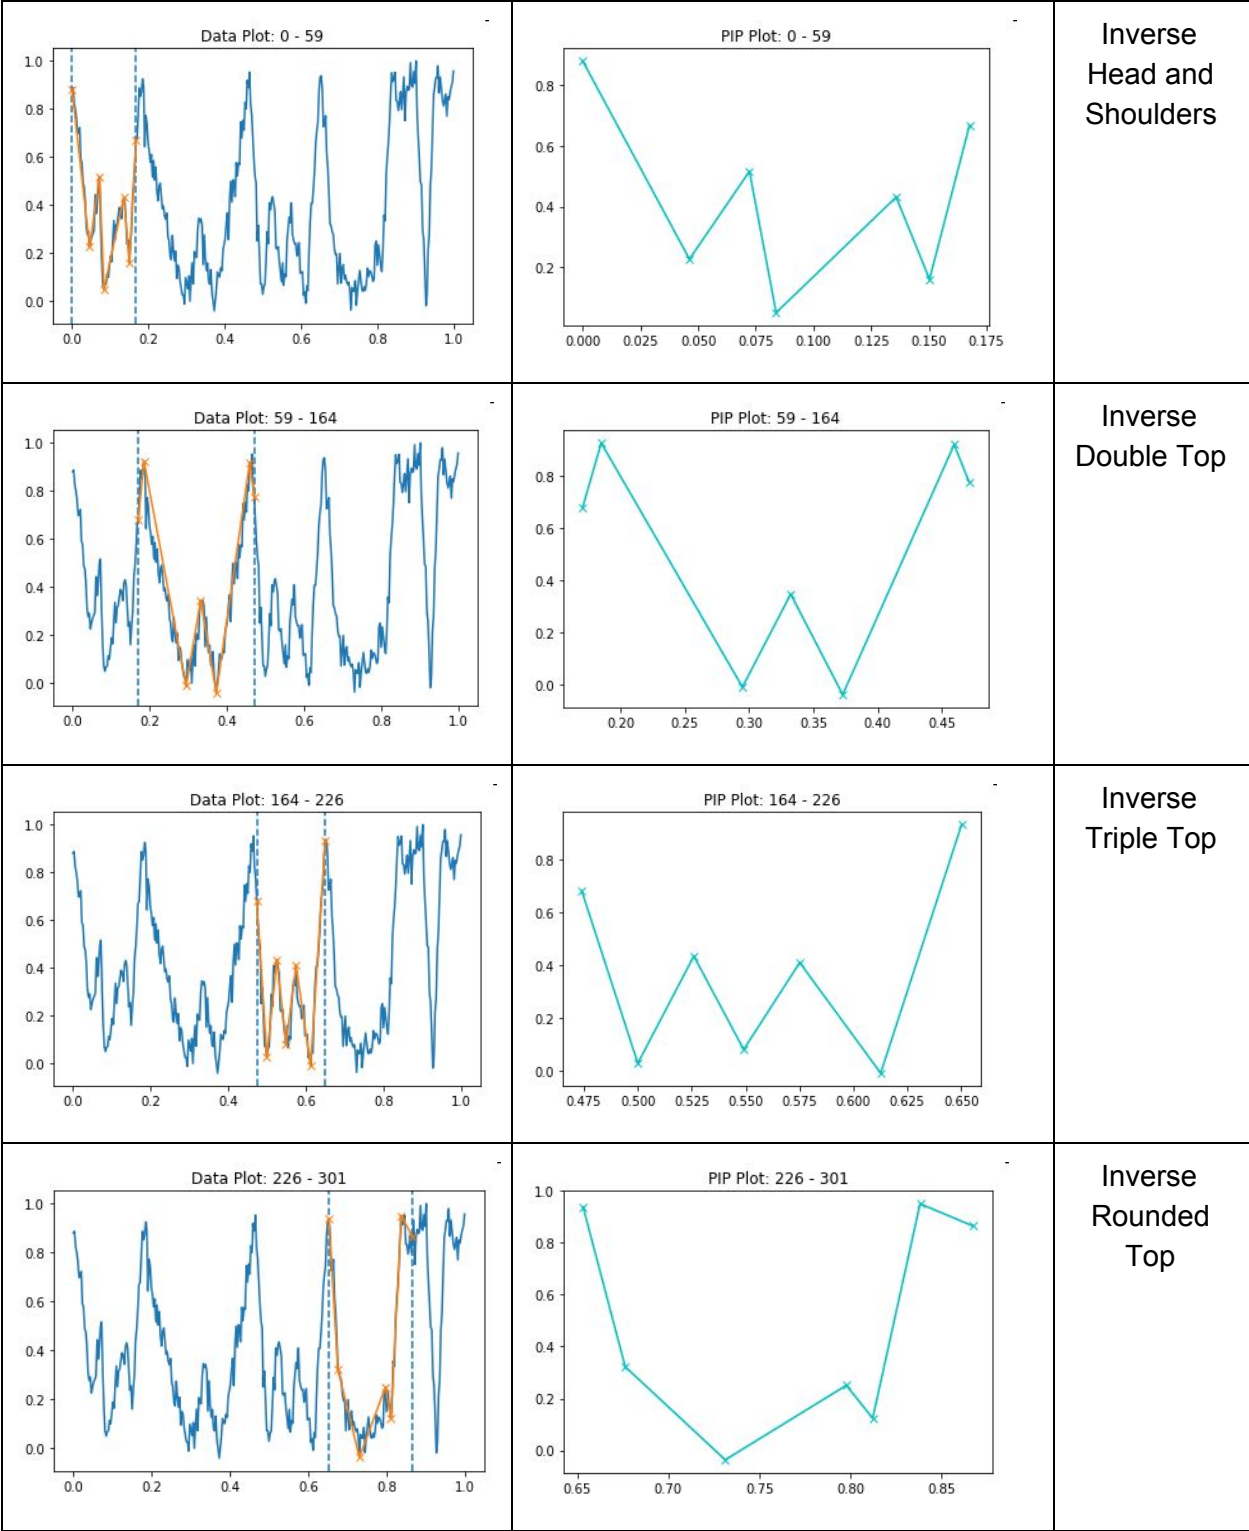 Data Plot: 0 - 59
1.0
0.8
0.6
0.4
0.2
0.0
0.0 0.2 0.4 0.6 0.8 1.0
PIP Plot: 0 - 59
0.8
0.6
0.4
0.2
0.000 0.025 0.050 0.075 0.100 0.125 0.150 0.175
Inverse
Head and
Shoulders
Data Plot: 59 - 164
1.0
0.8
0.6
0.4
0.2
0.0
0.0 0.2 0.4 0.6 0.8 1.0
PIP Plot: 59 - 164
0.8
0.6
0.4
0.2
0.0
0.20 0.25 0.30 0.35 0.40 0.45
Inverse
Double Top
Data Plot: 164 - 226
1.0
0.8
0.6
0.4
0.2
0.0
0.0 0.2 0.4 0.6 0.8 1.0
PIP Plot: 164 - 226
0.8
0.6
0.4
0.2
0.0
0.475 0.500 0.525 0.550 0.575 0.600 0.625 0.650
Inverse
Triple Top
Data Plot: 226 - 301
1.0
0.8
0.6
0.4
0.2
0.0
0.0 0.2 0.4 0.6 0.8 1.0
PIP Plot: 226 - 301
1.0
0.8
0.6
0.4
0.2
0.0
0.65 0.70 0.75 0.80 0.85
Inverse
Rounded
Top